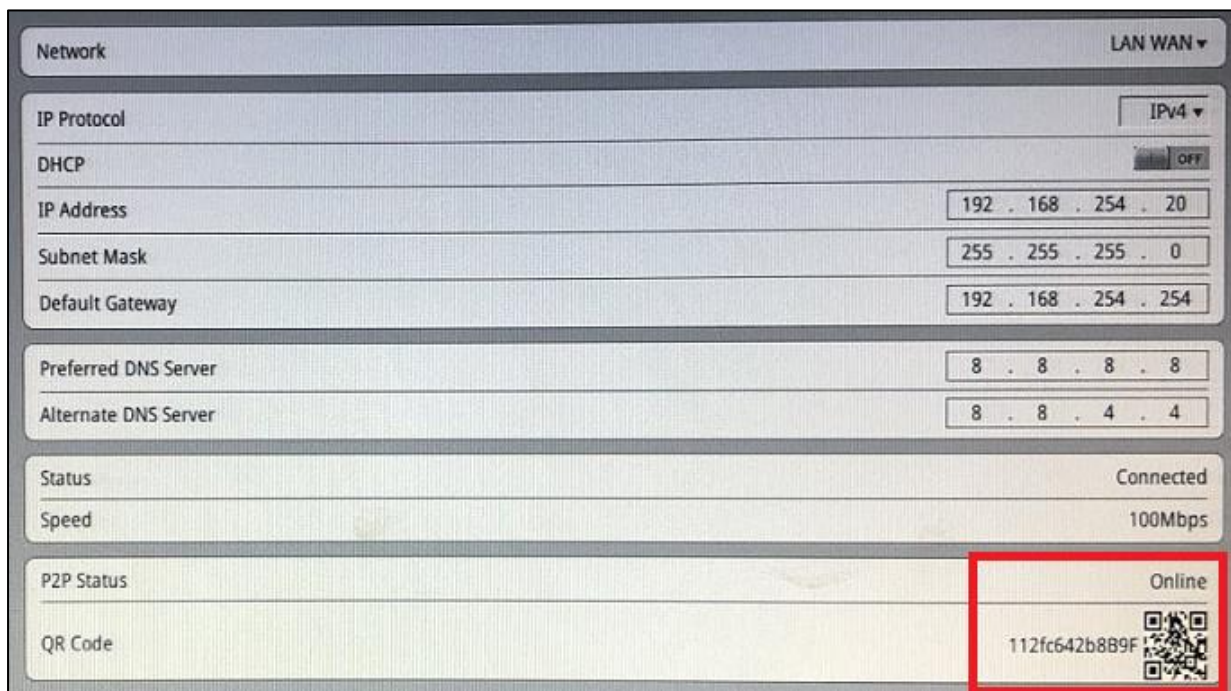 Network LAN WAN
IP Protocol IPv4
DHCP OFF
IP Address 192 . 168 . 254 . 20
Subnet Mask 255 . 255 . 255 . 0
Default Gateway 192 . 168 . 254 . 254
Preferred DNS Server 8 . 8 . 8 . 8
Alternate DNS Server 8 . 8 . 4 . 4
Status Connected
Speed 100Mbps
P2P Status Online
QR Code 112fc642b8B9F